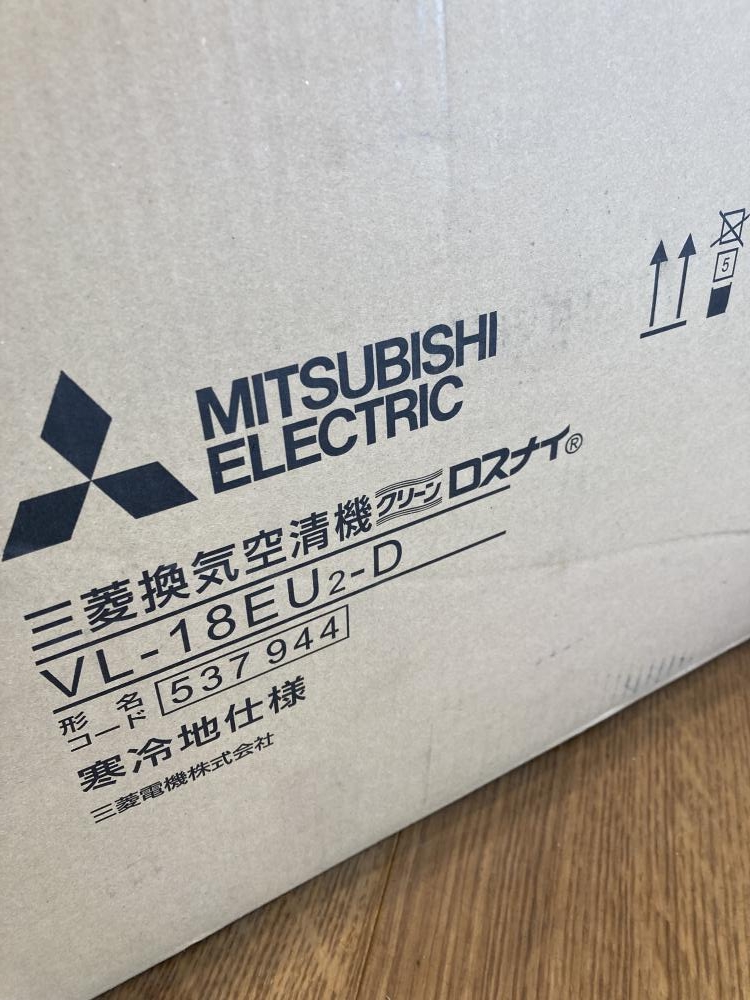 MITSUBISHI
ELECTRIC
三菱換気空清機 クリーン ロスナイ®
VL-18EU2-D
形名コード 537 944
寒冷地仕様
三菱電機株式会社
5